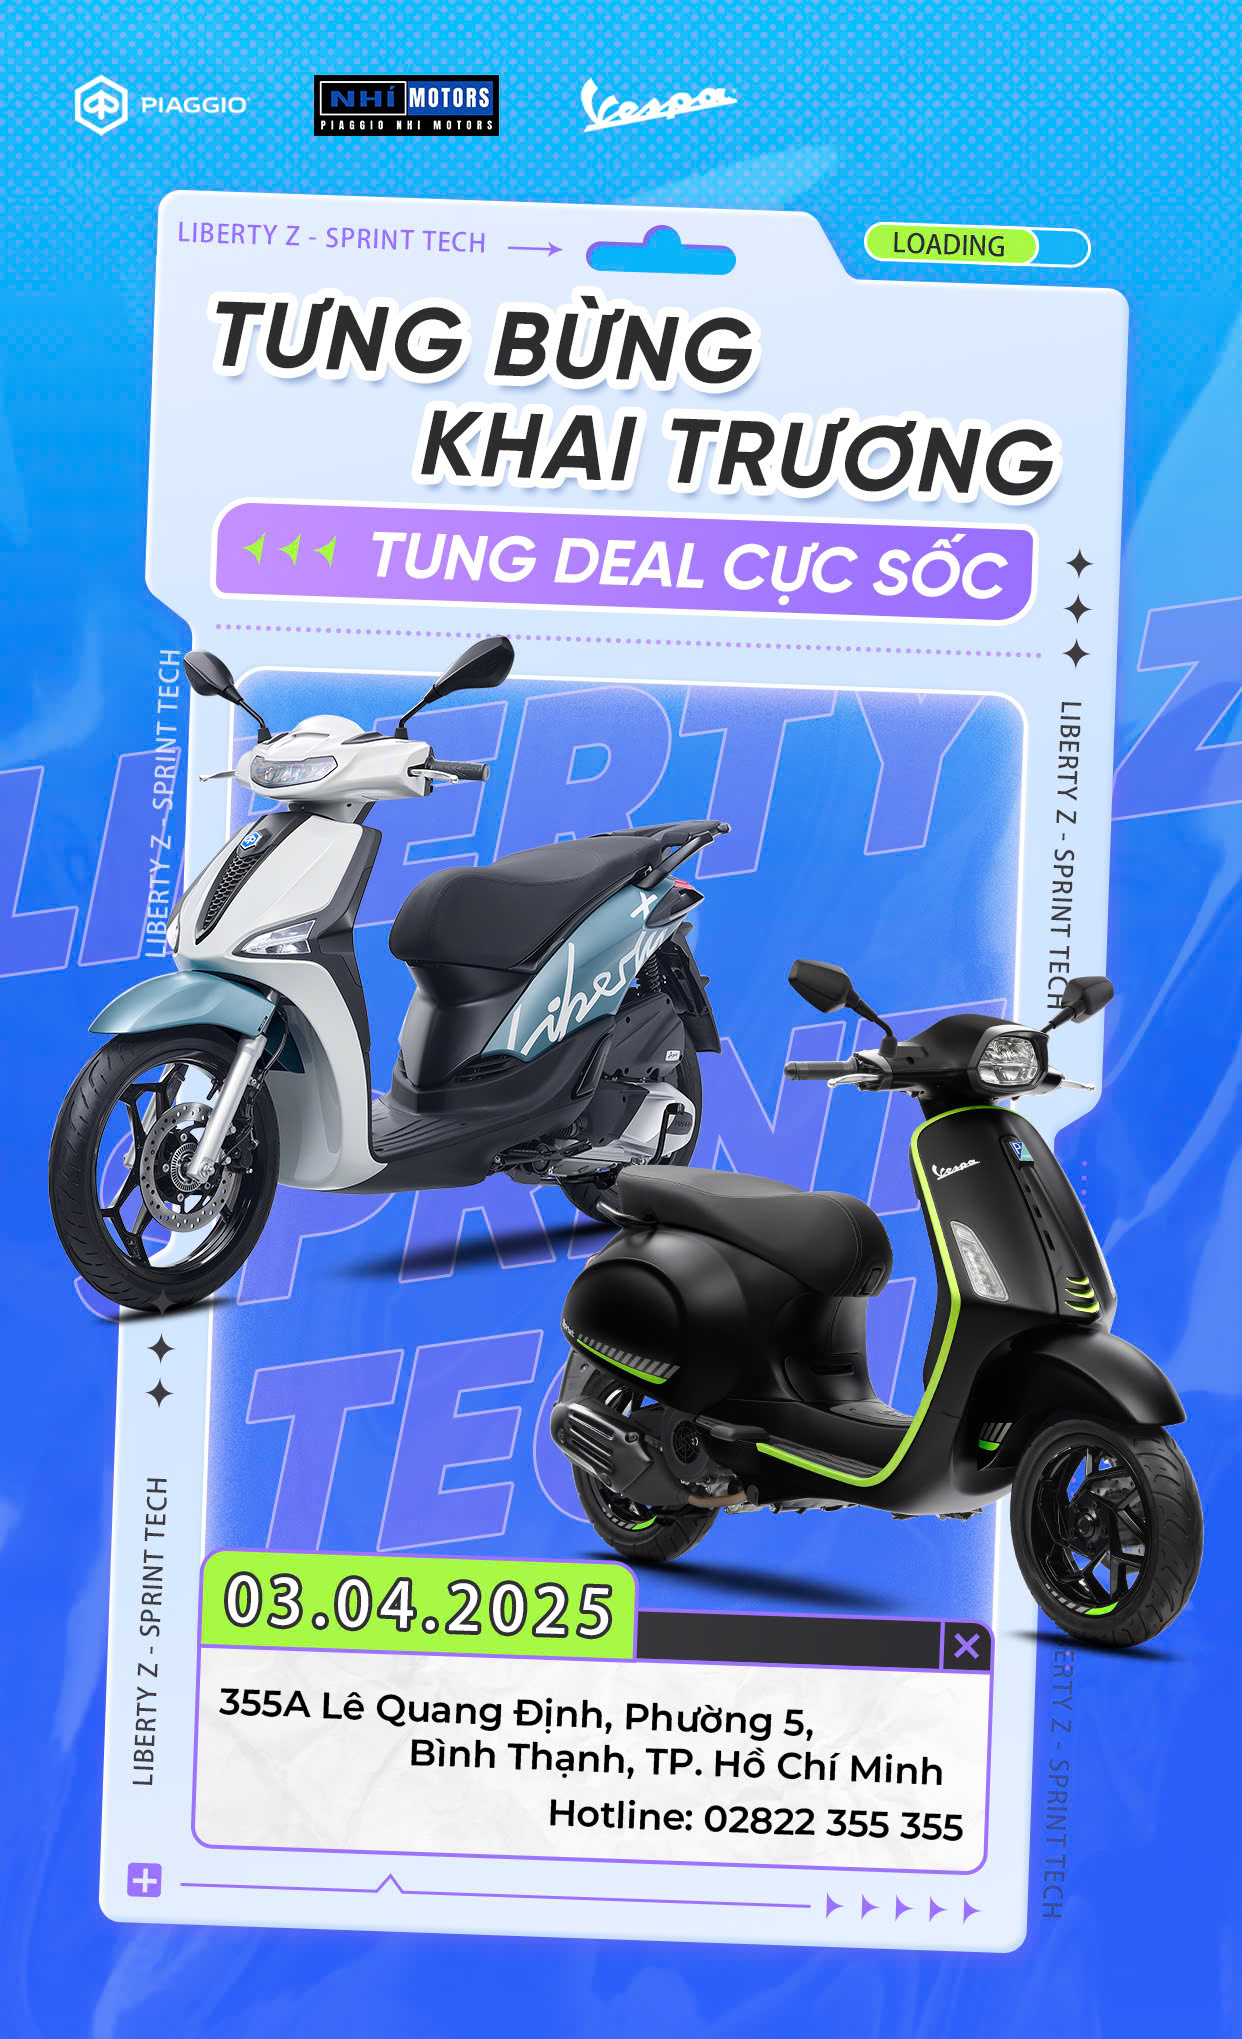 PIAGGIO
NHÍ MOTORS
PIAGGIO NHI MOTORS
Vespa
LIBERTY Z - SPRINT TECH
LOADING
TƯNG BỪNG
KHAI TRƯƠNG
TUNG DEAL CỰC SỐC
LIBERTY Z - SPRINT TECH
LIBERTY Z - SPRINT TECH
LIBERTY Z
SPRINT
TECH
Liberty
Vespa
LIBERTY Z - SPRINT TECH
LIBERTY Z - SPRINT TECH
03.04.2025
355A Lê Quang Định, Phường 5,
Bình Thạnh, TP. Hồ Chí Minh
Hotline: 02822 355 355